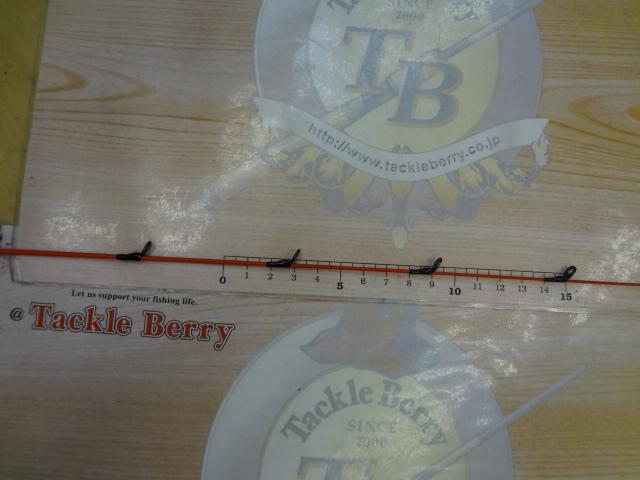 Tackle
SINCE
2000
TB
http://www.tackleberry.co.jp
0 1 2 3 4 5 6 7 8 9 10 11 12 13 14 15
Let us support your fishing life.
@ Tackle Berry
Tackle Berry
SINCE
2000